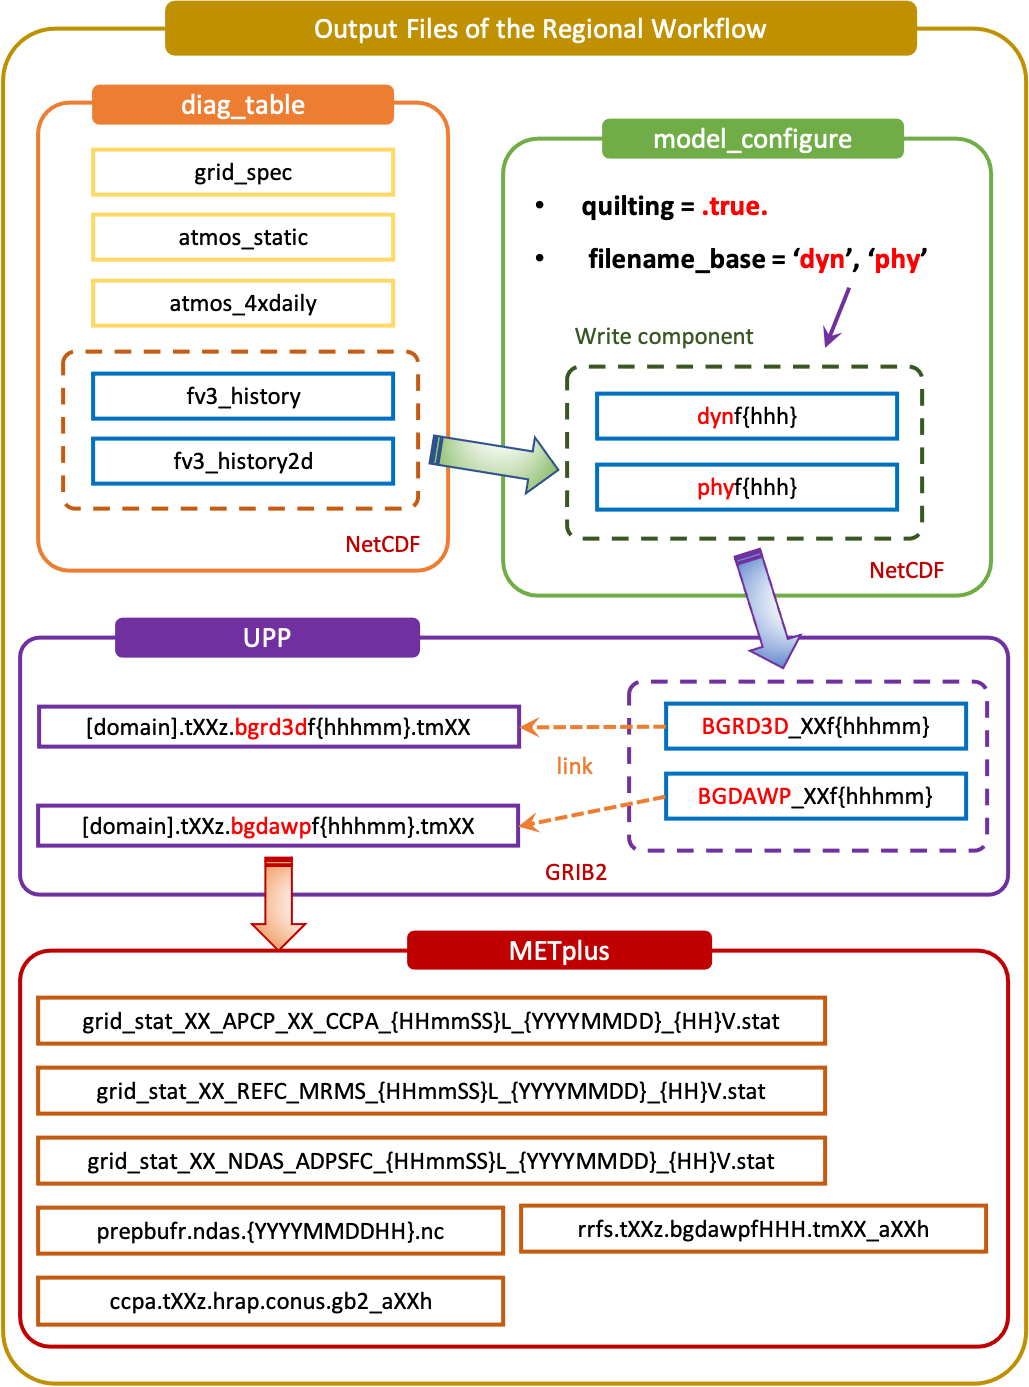 Output Files of the Regional Workflow
diag_table
grid_spec
atmos_static
atmos_4xdaily
fv3_history
fv3_history2d
NetCDF
model_configure
• quilting = .true.
• filename_base = ‘dyn’, ‘phy’
Write component
dynf{hhh}
phyf{hhh}
NetCDF
UPP
[domain].tXXz.bgrd3df{hhhmm}.tmXX
BGRD3D_XXf{hhhmm}
link
[domain].tXXz.bgdawpf{hhhmm}.tmXX
BGDAWP_XXf{hhhmm}
GRIB2
METplus
grid_stat_XX_APCP_XX_CCPA_{HHmmSS}L_{YYYYMMDD}_{HH}V.stat
grid_stat_XX_REFC_MRMS_{HHmmSS}L_{YYYYMMDD}_{HH}V.stat
grid_stat_XX_NDAS_ADPSFC_{HHmmSS}L_{YYYYMMDD}_{HH}V.stat
prepbufr.ndas.{YYYYMMDDHH}.nc
rrfs.tXXz.bgdawpfHHH.tmXX_aXXh
ccpa.tXXz.hrap.conus.gb2_aXXh